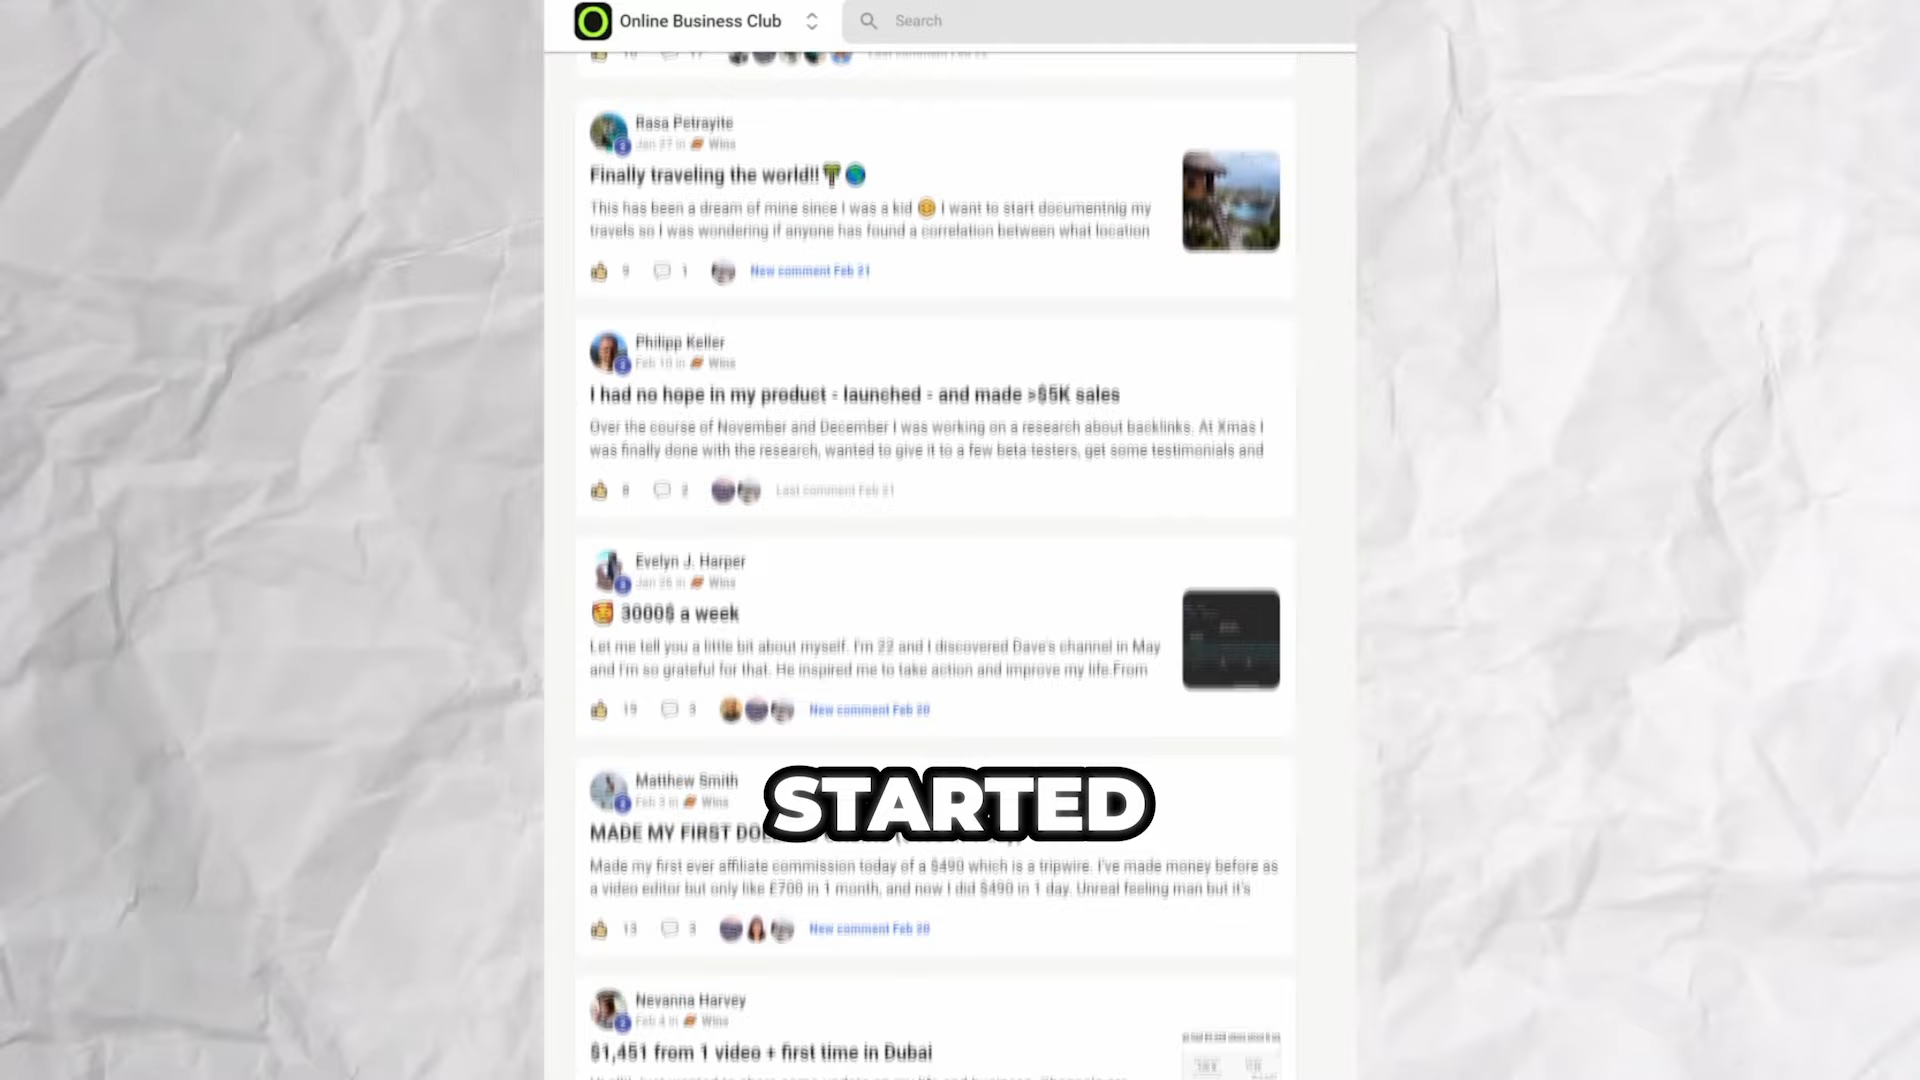 Online Business Club
Search
Rasa Petrayite
Jan 27 in Wins
Finally traveling the world!!
This has been a dream of mine since I was a kid I want to start documentnig my
travels so I was wondering if anyone has found a correlation between what location
9 1 New comment Feb 21
Philipp Keller
Feb 10 in Wins
I had no hope in my product - launched - and made >$5K sales
Over the course of November and December I was working on a research about backlinks. At Xmas I
was finally done with the research, wanted to give it to a few beta testers, get some testimonials and
8 2 Last comment Feb 21
Evelyn J. Harper
Jan 26 in Wins
3000$ a week
Let me tell you a little bit about myself. I'm 22 and I discovered Dave's channel in May
and I'm so grateful for that. He inspired me to take action and improve my life.From
19 3 New comment Feb 20
Matthew Smith
Feb 3 in Wins
STARTED
MADE MY FIRST
Made my first ever affiliate commission today of a $490 which is a tripwire. I've made money before as
a video editor but only like £700 in 1 month, and now I did $490 in 1 day. Unreal feeling man but it's
13 3 New comment Feb 20
Nevanna Harvey
Feb 4 in Wins
$1,451 from 1 video + first time in Dubai